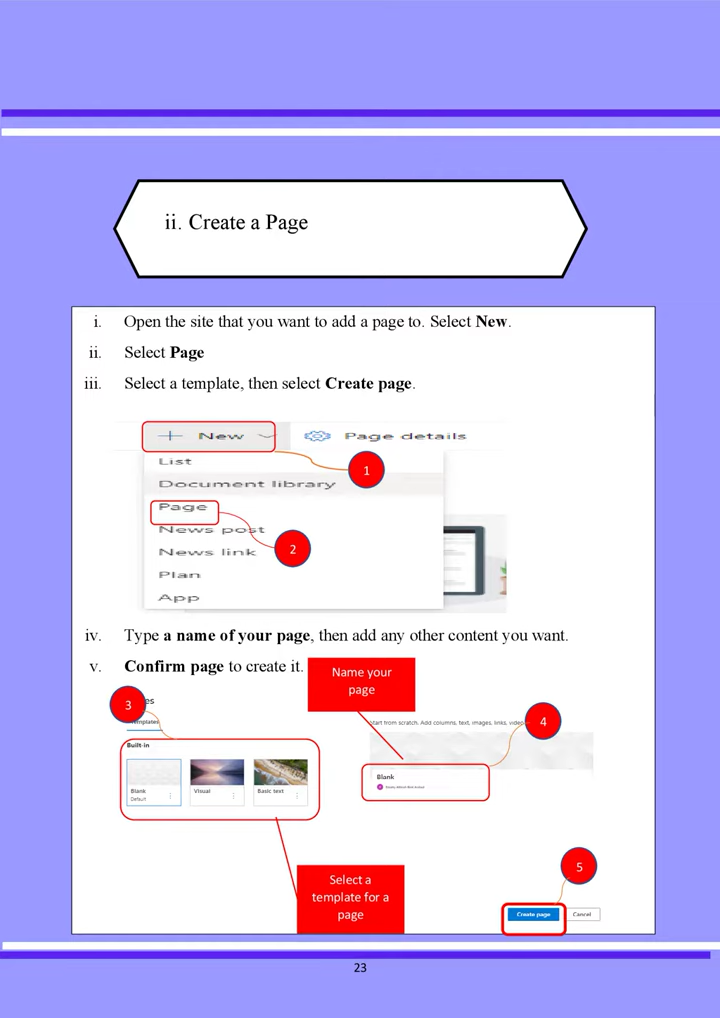 ii. Create a Page
i. Open the site that you want to add a page to. Select New.
ii. Select Page
iii. Select a template, then select Create page.
New
Page details
List
1
Document library
Page
News post
2
News link
Plan
App
iv. Type a name of your page, then add any other content you want.
v. Confirm page to create it.
Name your
page
3
Templates
Start from scratch. Add columns, text, images, links, video
4
Built-in
Blank
Default
Visual
Basic text
Blank
Select a
template for a
page
5
Create page
Cancel
23